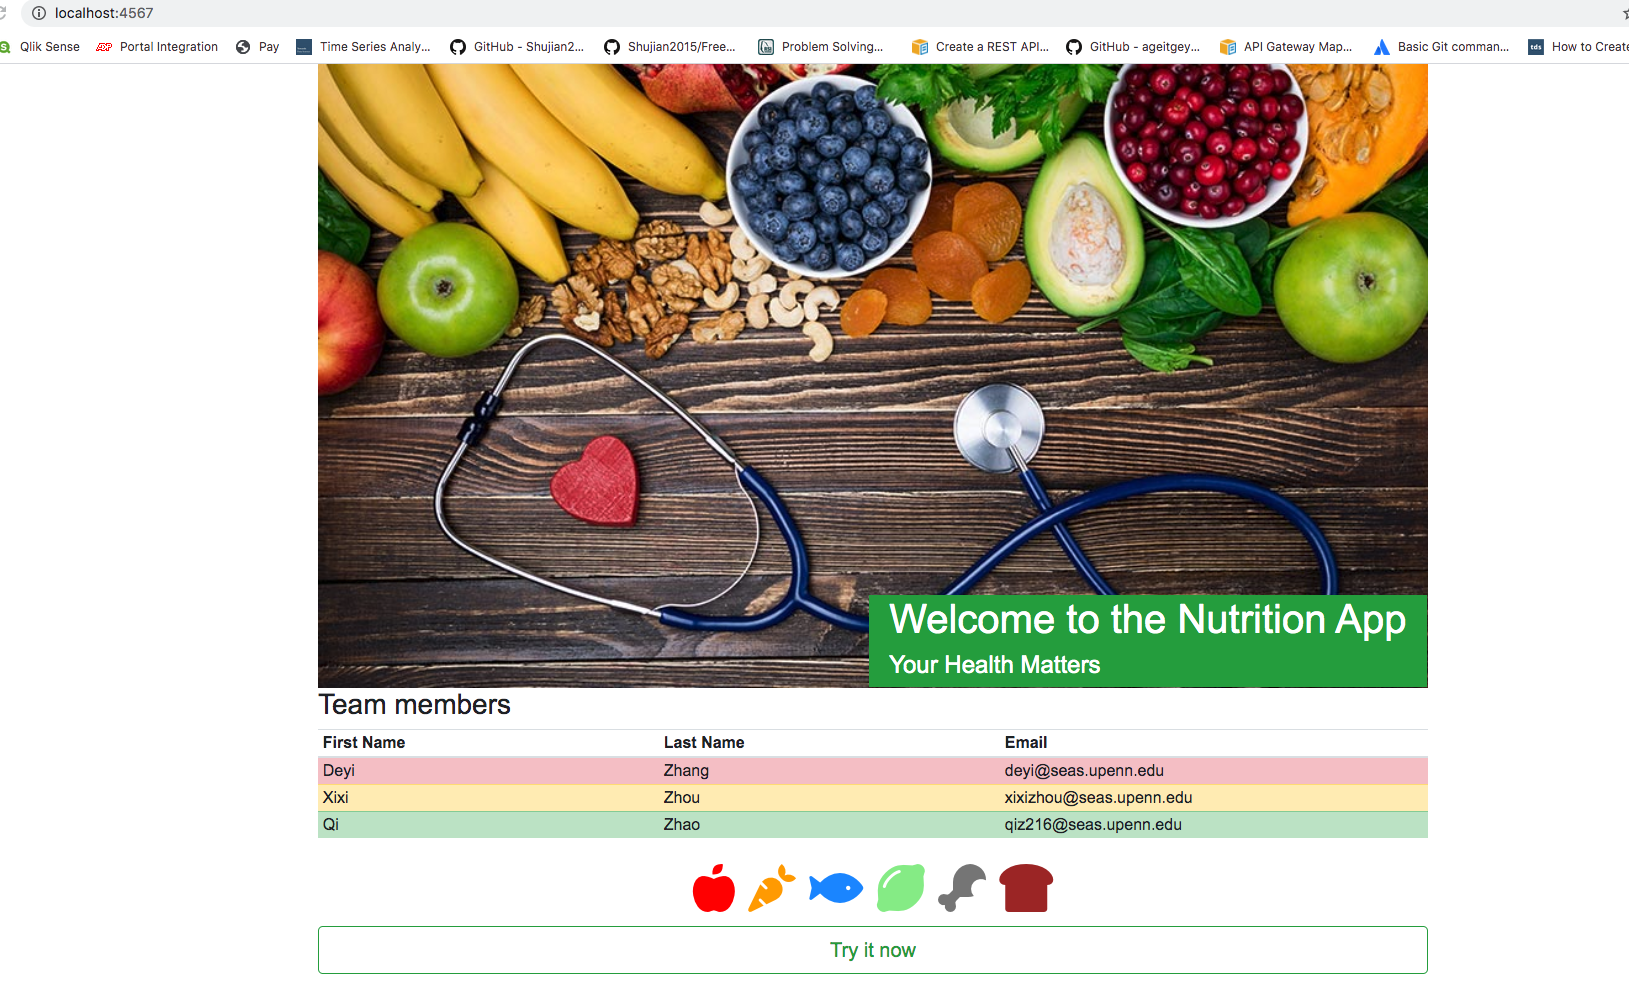 localhost:4567
Qlik Sense Portal Integration Pay Time Series Analy... GitHub - Shujian2... Shujian2015/Free... Problem Solving,... Create a REST API... GitHub - ageitgey... API Gateway Map... Basic Git comman... tds How to Create
Welcome to the Nutrition App
Your Health Matters
Team members
First Name Last Name Email
Deyi Zhang deyi@seas.upenn.edu
Xixi Zhou xixizhou@seas.upenn.edu
Qi Zhao qiz216@seas.upenn.edu
Try it now